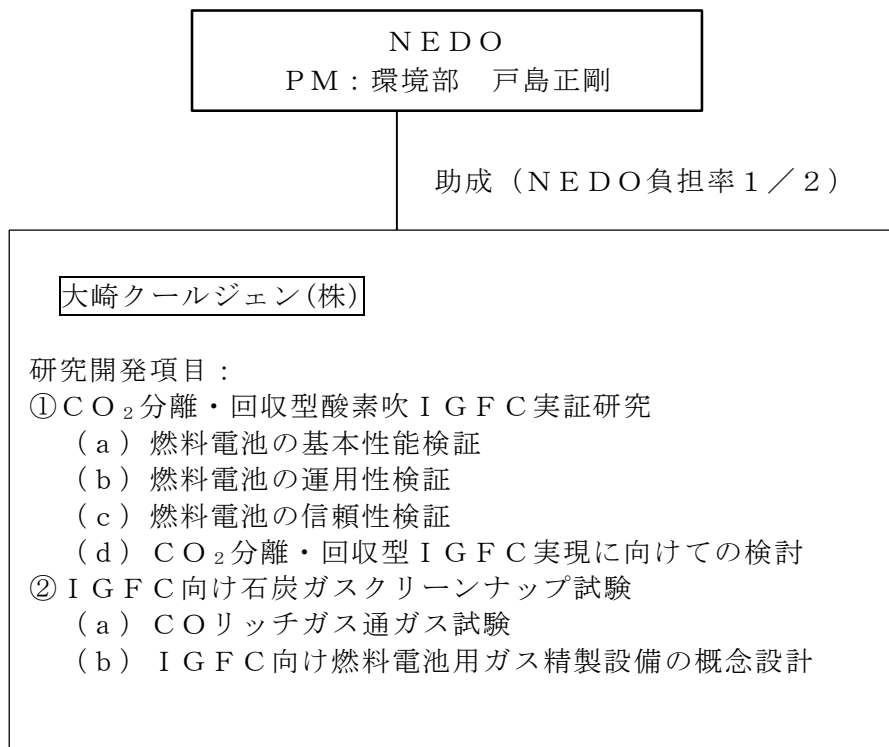 ＮＥＤＯ
ＰＭ：環境部　戸島正剛
助成（ＮＥＤＯ負担率１／２）
大崎クールジェン(株)
研究開発項目：
①ＣＯ₂分離・回収型酸素吹ＩＧＦＣ実証研究
（ａ）燃料電池の基本性能検証
（ｂ）燃料電池の運用性検証
（ｃ）燃料電池の信頼性検証
（ｄ）ＣＯ₂分離・回収型ＩＧＦＣ実現に向けての検討
②ＩＧＦＣ向け石炭ガスクリーンナップ試験
（ａ）ＣＯリッチガス通ガス試験
（ｂ）ＩＧＦＣ向け燃料電池用ガス精製設備の概念設計